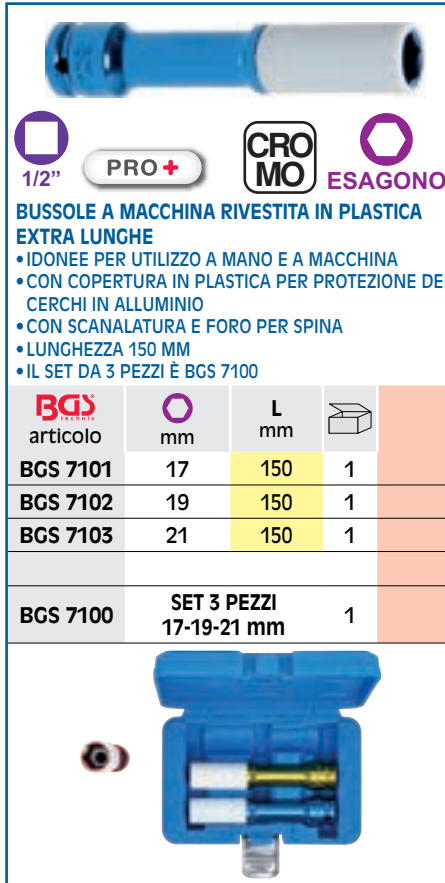 1/2”
PRO+
CRO
MO
ESAGONO
BUSSOLE A MACCHINA RIVESTITA IN PLASTICA
EXTRA LUNGHE
• IDONEE PER UTILIZZO A MANO E A MACCHINA
• CON COPERTURA IN PLASTICA PER PROTEZIONE DEI
CERCHI IN ALLUMINIO
• CON SCANALATURA E FORO PER SPINA
• LUNGHEZZA 150 MM
• IL SET DA 3 PEZZI È BGS 7100
BGS technic articolo mm L mm
BGS 7101 17 150 1
BGS 7102 19 150 1
BGS 7103 21 150 1
BGS 7100 SET 3 PEZZI 17-19-21 mm 1